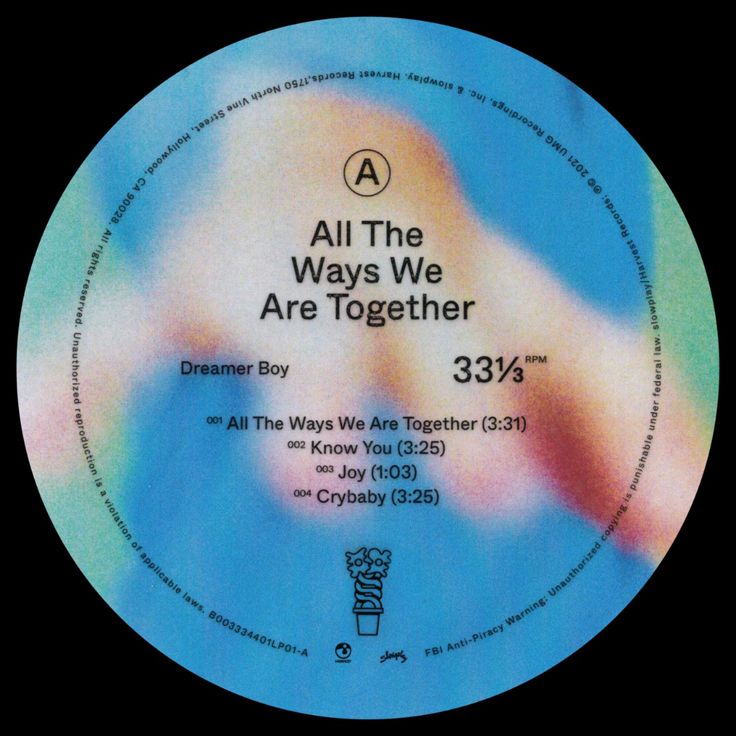 A
All The
Ways We
Are Together
Dreamer Boy
33⅓ RPM
001 All The Ways We Are Together (3:31)
002 Know You (3:25)
003 Joy (1:03)
004 Crybaby (3:25)
℗© 2021 UMG Recordings, Inc. & slowplay. Harvest Records,1750 North Vine Street, Hollywood, CA 90028. All rights reserved. Unauthorized reproduction is a violation of applicable laws. B003334401LP01-A
FBI Anti-Piracy Warning: Unauthorized copying is punishable under federal law. slowplay/Harvest Records;